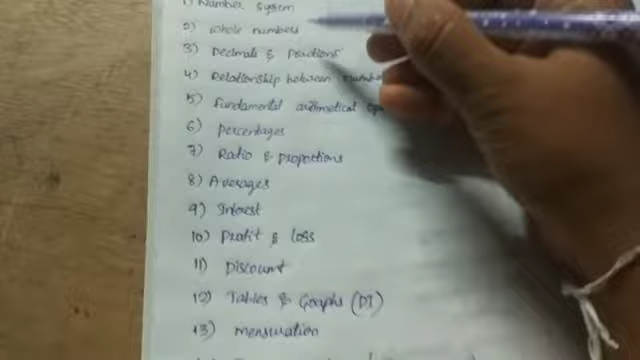 1) Number System
2) Whole numbers
3) Decimals & fractions
4) Relationship between
5) Fundamental arithmetical
6) Percentages
7) Ratio & proportions
8) Averages
9) Interest
10) Profit & loss
11) Discount
12) Tables & Graphs (DI)
13) Mensuration